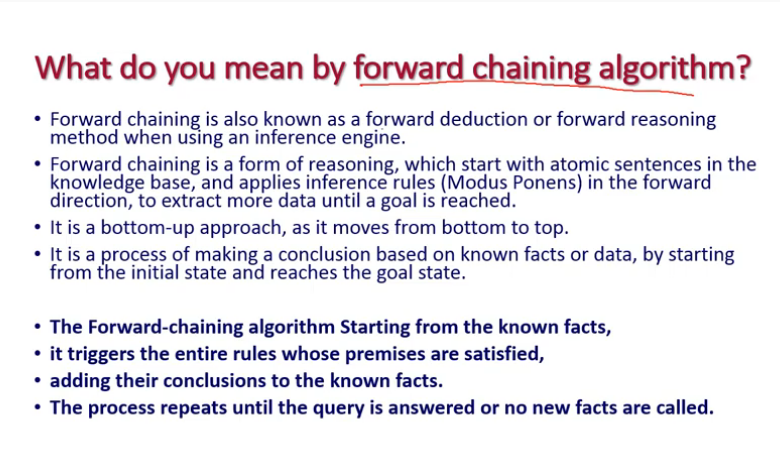 What do you mean by forward chaining algorithm?
• Forward chaining is also known as a forward deduction or forward reasoning
method when using an inference engine.
• Forward chaining is a form of reasoning, which start with atomic sentences in the
knowledge base, and applies inference rules (Modus Ponens) in the forward
direction, to extract more data until a goal is reached.
• It is a bottom-up approach, as it moves from bottom to top.
• It is a process of making a conclusion based on known facts or data, by starting
from the initial state and reaches the goal state.
• The Forward-chaining algorithm Starting from the known facts,
• it triggers the entire rules whose premises are satisfied,
• adding their conclusions to the known facts.
• The process repeats until the query is answered or no new facts are called.